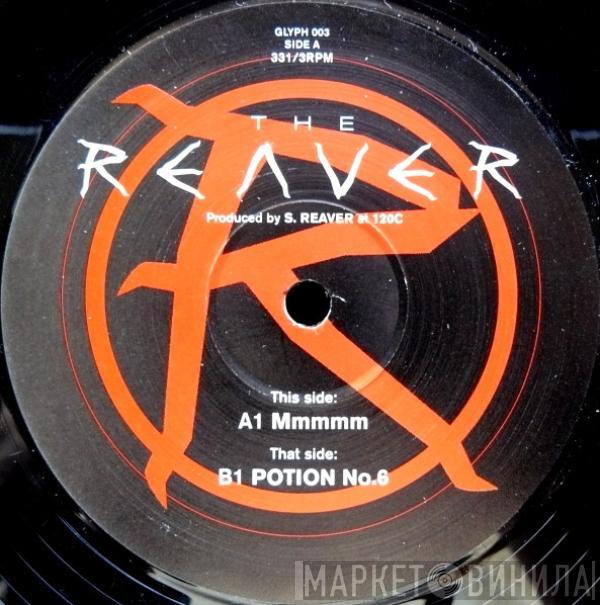 GLYPH 003
SIDE A
331/3RPM
THE
REAVER
Produced by S. REAVER at 120C
This side:
A1 Mmmmm
That side:
B1 POTION No.6
МАРКЕТ ВИНИЛА